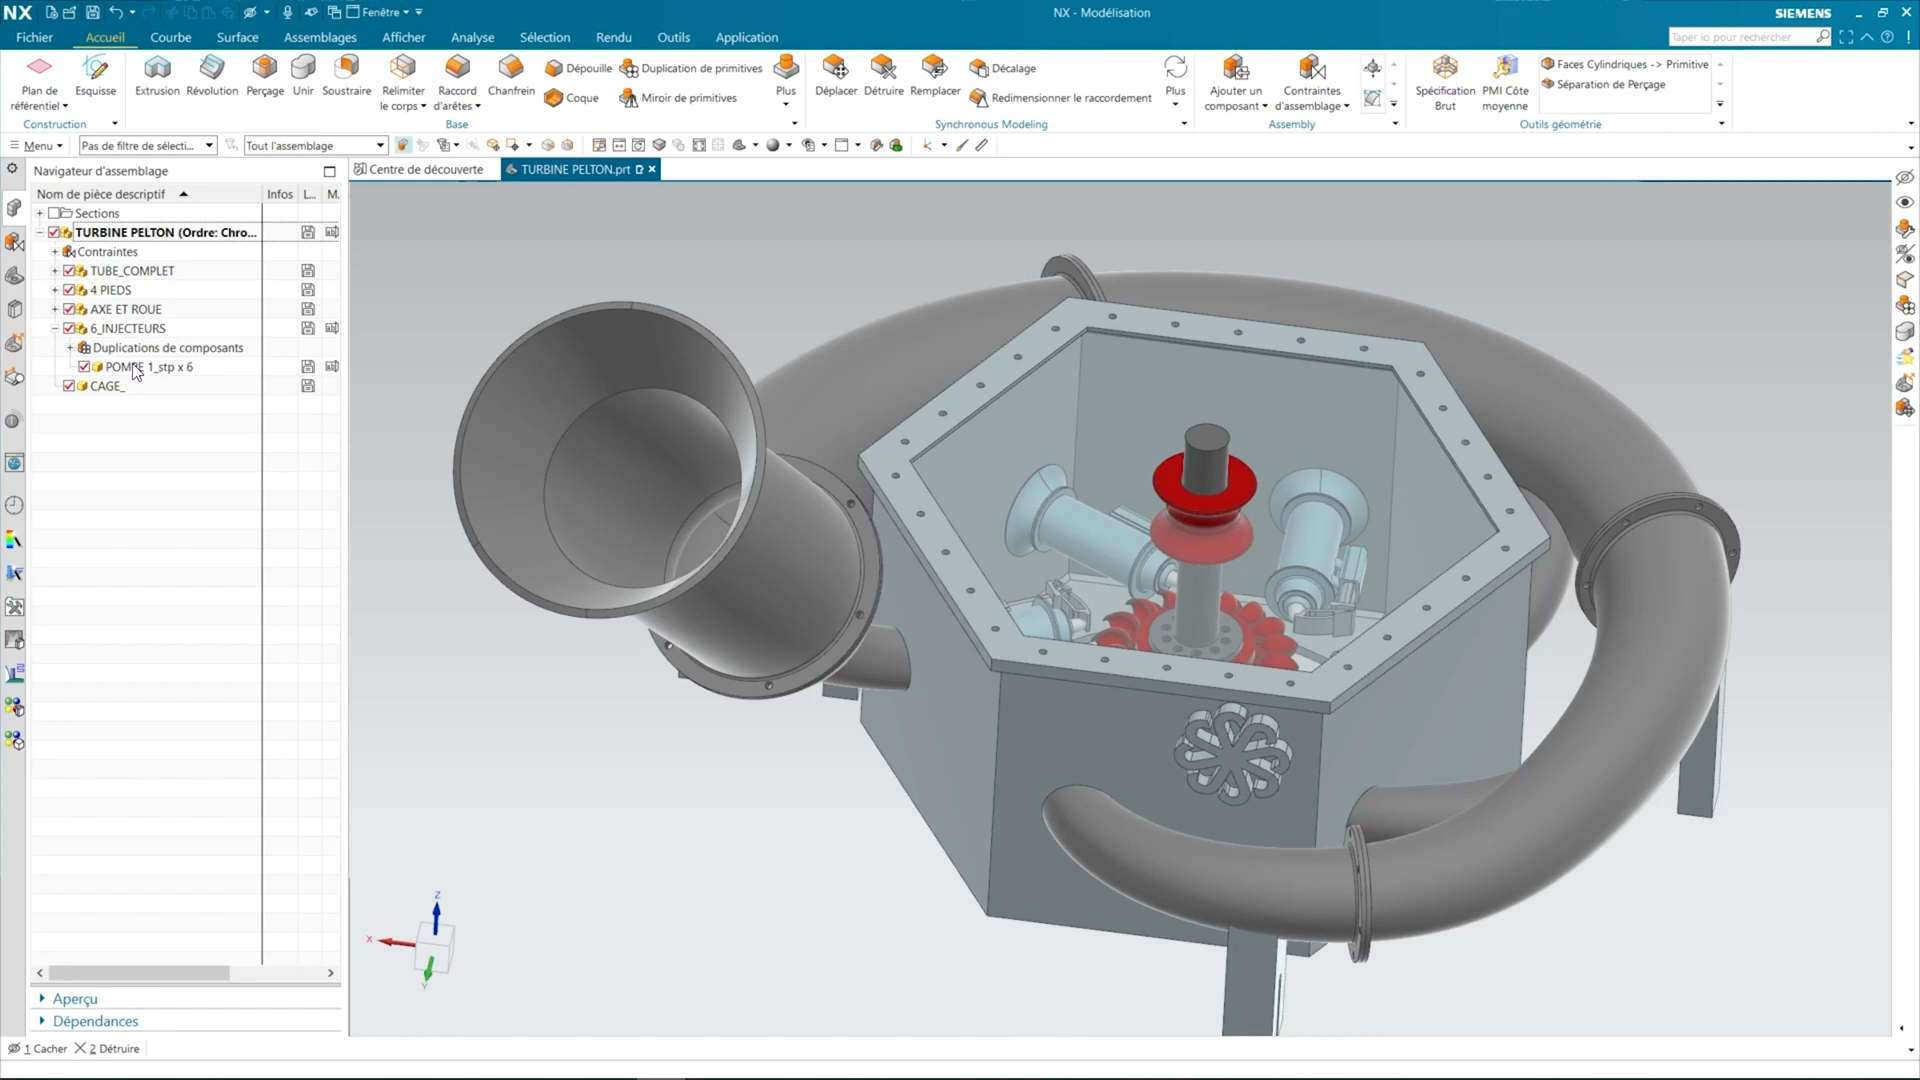 NX
Fenêtre
NX - Modélisation
SIEMENS
Fichier
Accueil
Courbe
Surface
Assemblages
Afficher
Analyse
Sélection
Rendu
Outils
Application
Taper ici pour rechercher
Plan de référentiel
Esquisse
Extrusion
Révolution
Perçage
Unir
Soustraire
Relimiter le corps
Raccord d'arêtes
Chanfrein
Dépouille
Coque
Duplication de primitives
Miroir de primitives
Plus
Déplacer
Détruire
Remplacer
Décalage
Redimensionner le raccordement
Plus
Ajouter un composant
Contraintes d'assemblage
Spécification Brut
PMI Côte moyenne
Faces Cylindriques -> Primitive
Séparation de Perçage
Construction
Base
Synchronous Modeling
Assembly
Outils géométrie
Menu
Pas de filtre de sélecti...
Tout l'assemblage
Navigateur d'assemblage
Centre de découverte
TURBINE PELTON.prt
Nom de pièce descriptif
Infos
L...
M.
Sections
TURBINE PELTON (Ordre: Chro...
Contraintes
TUBE_COMPLET
4 PIEDS
AXE ET ROUE
6_INJECTEURS
Duplications de composants
POMPE 1_stp x 6
CAGE_
Z
X
Y
Aperçu
Dépendances
1 Cacher
2 Détruire